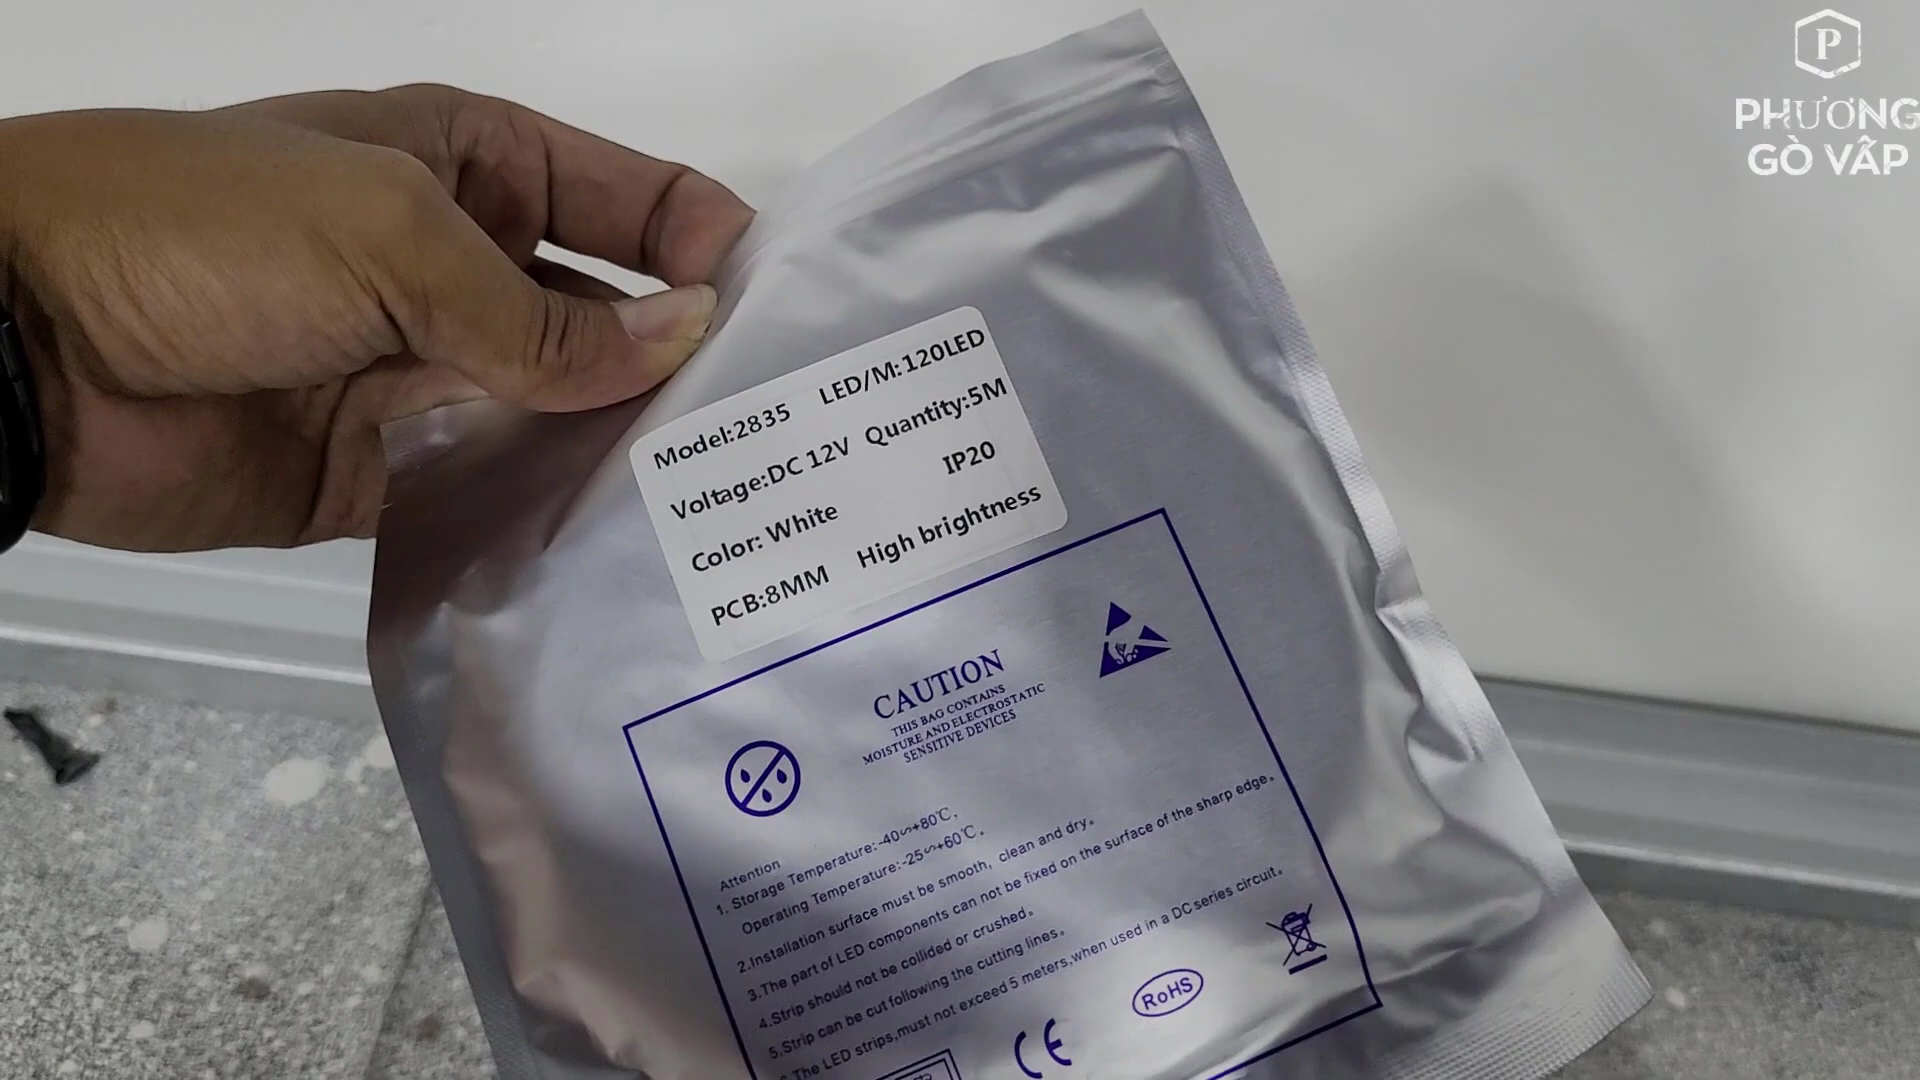 P
PHƯƠNG
GÒ VẤP
Model:2835 LED/M:120LED
Voltage:DC 12V Quantity:5M
Color: White IP20
PCB:8MM High brightness
CAUTION
THIS BAG CONTAINS
MOISTURE AND ELECTROSTATIC
SENSITIVE DEVICES
Attention
1. Storage Temperature:-40∽+80℃,
Operating Temperature:-25∽+60℃。
2.Installation surface must be smooth, clean and dry。
3.The part of LED components can not be fixed on the surface of the sharp edge。
4.Strip should not be collided or crushed。
5.Strip can be cut following the cutting lines。
The LED strips,must not exceed 5 meters,when used in a DC series circuit。
CE
RoHS